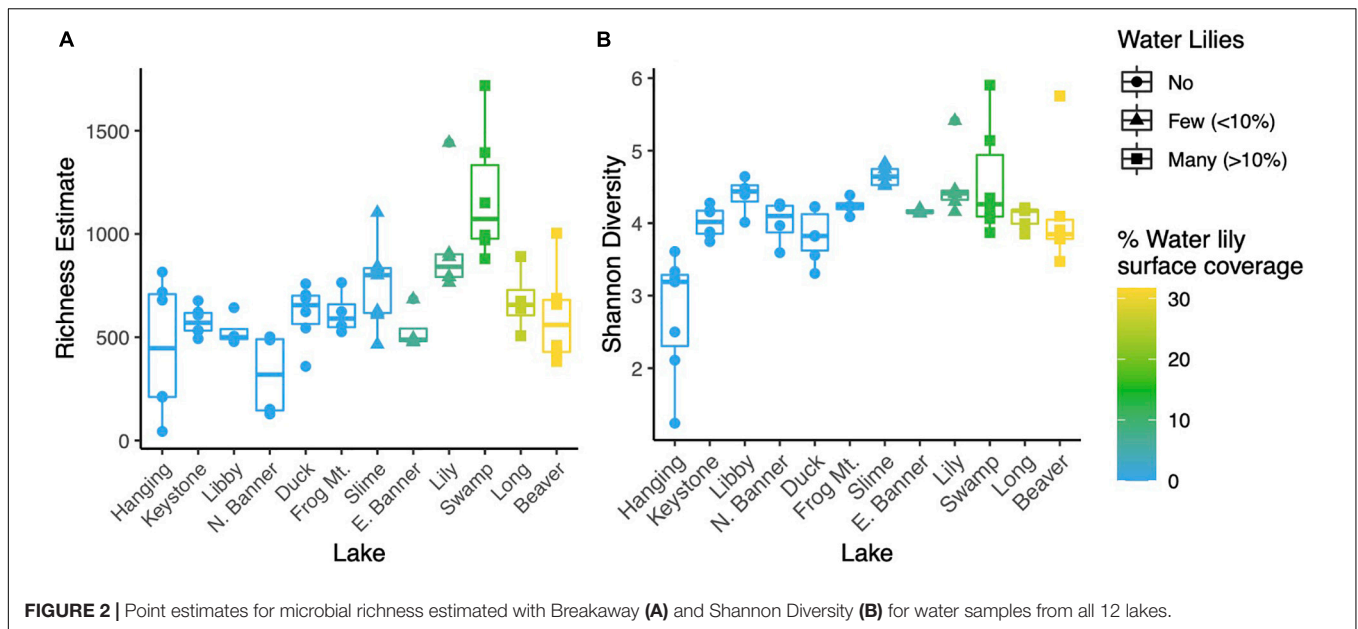 A
B
Richness Estimate
1500
1000
500
0
Hanging
Keystone
Libby
N. Banner
Duck
Frog Mt.
Slime
E. Banner
Lily
Swamp
Long
Beaver
Lake
Shannon Diversity
6
5
4
3
2
Hanging
Keystone
Libby
N. Banner
Duck
Frog Mt.
Slime
E. Banner
Lily
Swamp
Long
Beaver
Lake
Water Lilies
No
Few (<10%)
Many (>10%)
% Water lily
surface coverage
30
20
10
0
FIGURE 2 | Point estimates for microbial richness estimated with Breakaway (A) and Shannon Diversity (B) for water samples from all 12 lakes.